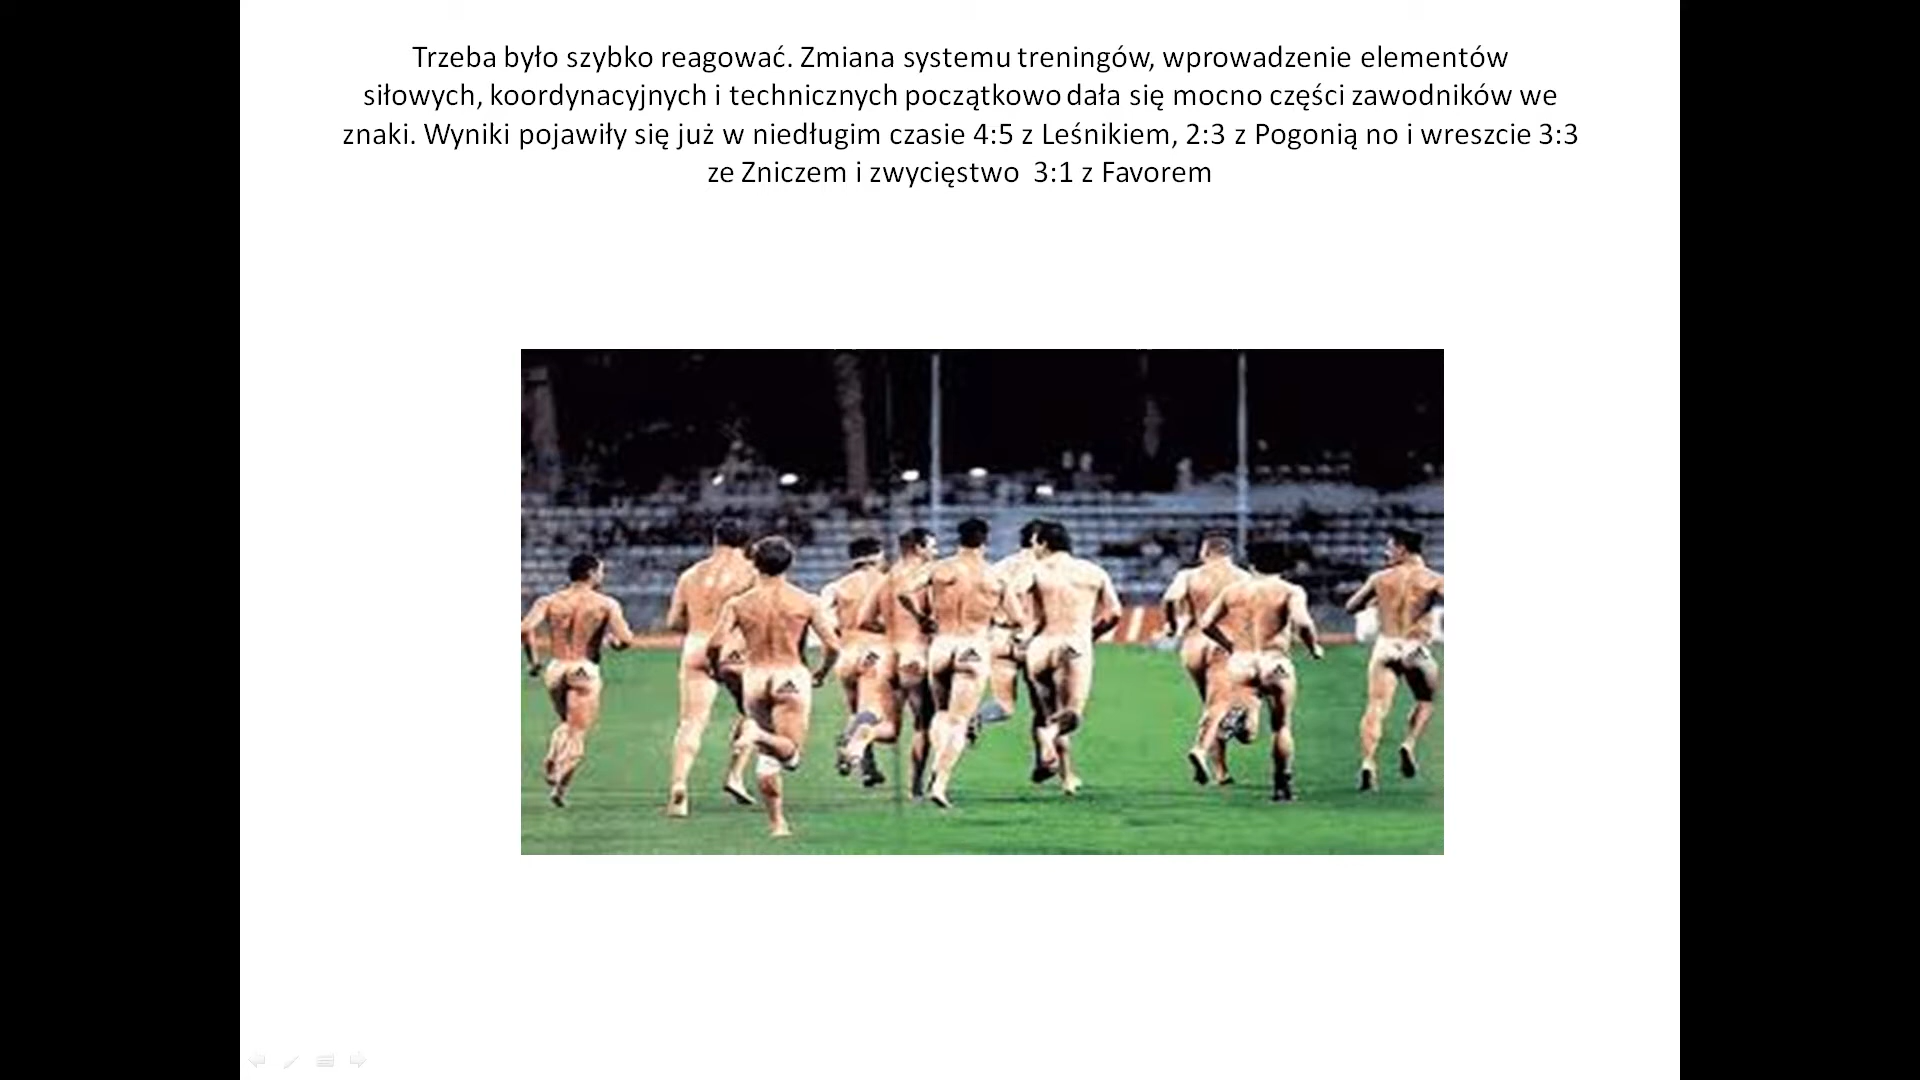 Trzeba było szybko reagować. Zmiana systemu treningów, wprowadzenie elementów
siłowych, koordynacyjnych i technicznych początkowo dała się mocno części zawodników we
znaki. Wyniki pojawiły się już w niedługim czasie 4:5 z Leśnikiem, 2:3 z Pogonią no i wreszcie 3:3
ze Zniczem i zwycięstwo 3:1 z Favorem